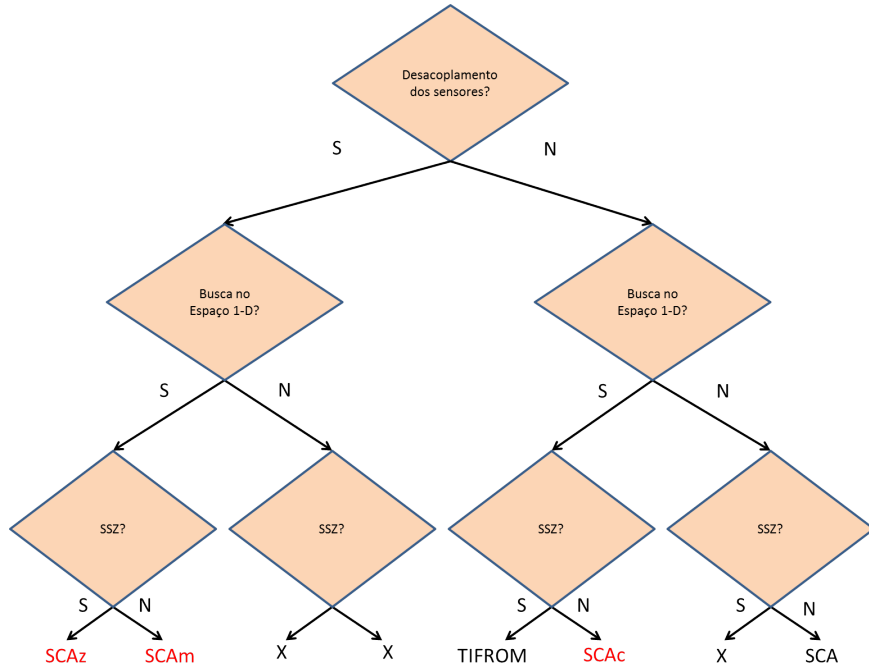 Desacoplamento
dos sensores?
S
N
Busca no
Espaço 1-D?
Busca no
Espaço 1-D?
S
N
S
N
SSZ?
SSZ?
SSZ?
SSZ?
S
N
S
N
S
N
SCAz
SCAm
X
X
TIFROM
SCAc
X
SCA